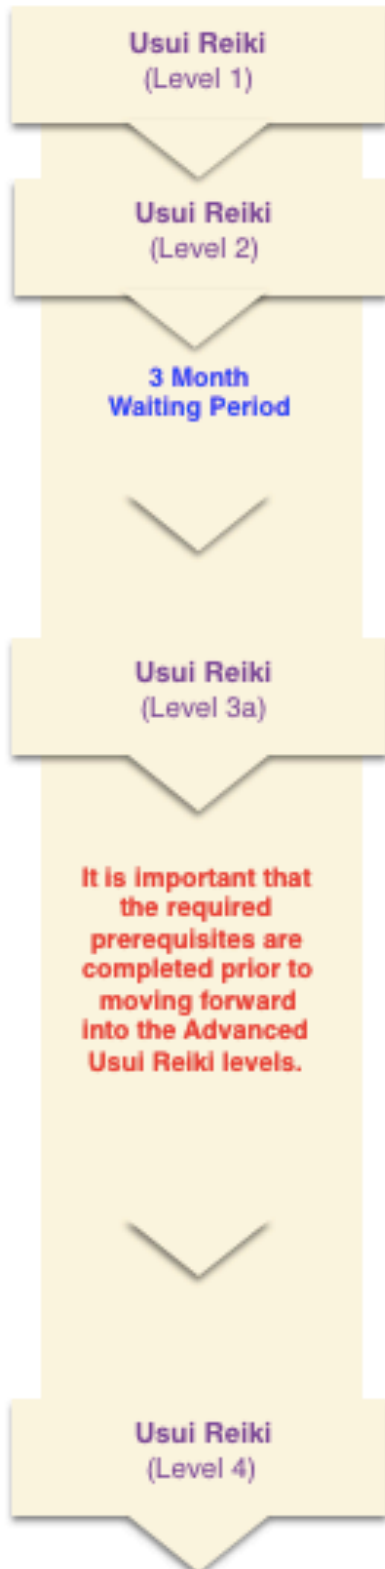 Usui Reiki
(Level 1)
Usui Reiki
(Level 2)
3 Month
Waiting Period
Usui Reiki
(Level 3a)
It is important that
the required
prerequisites are
completed prior to
moving forward
into the Advanced
Usui Reiki levels.
Usui Reiki
(Level 4)